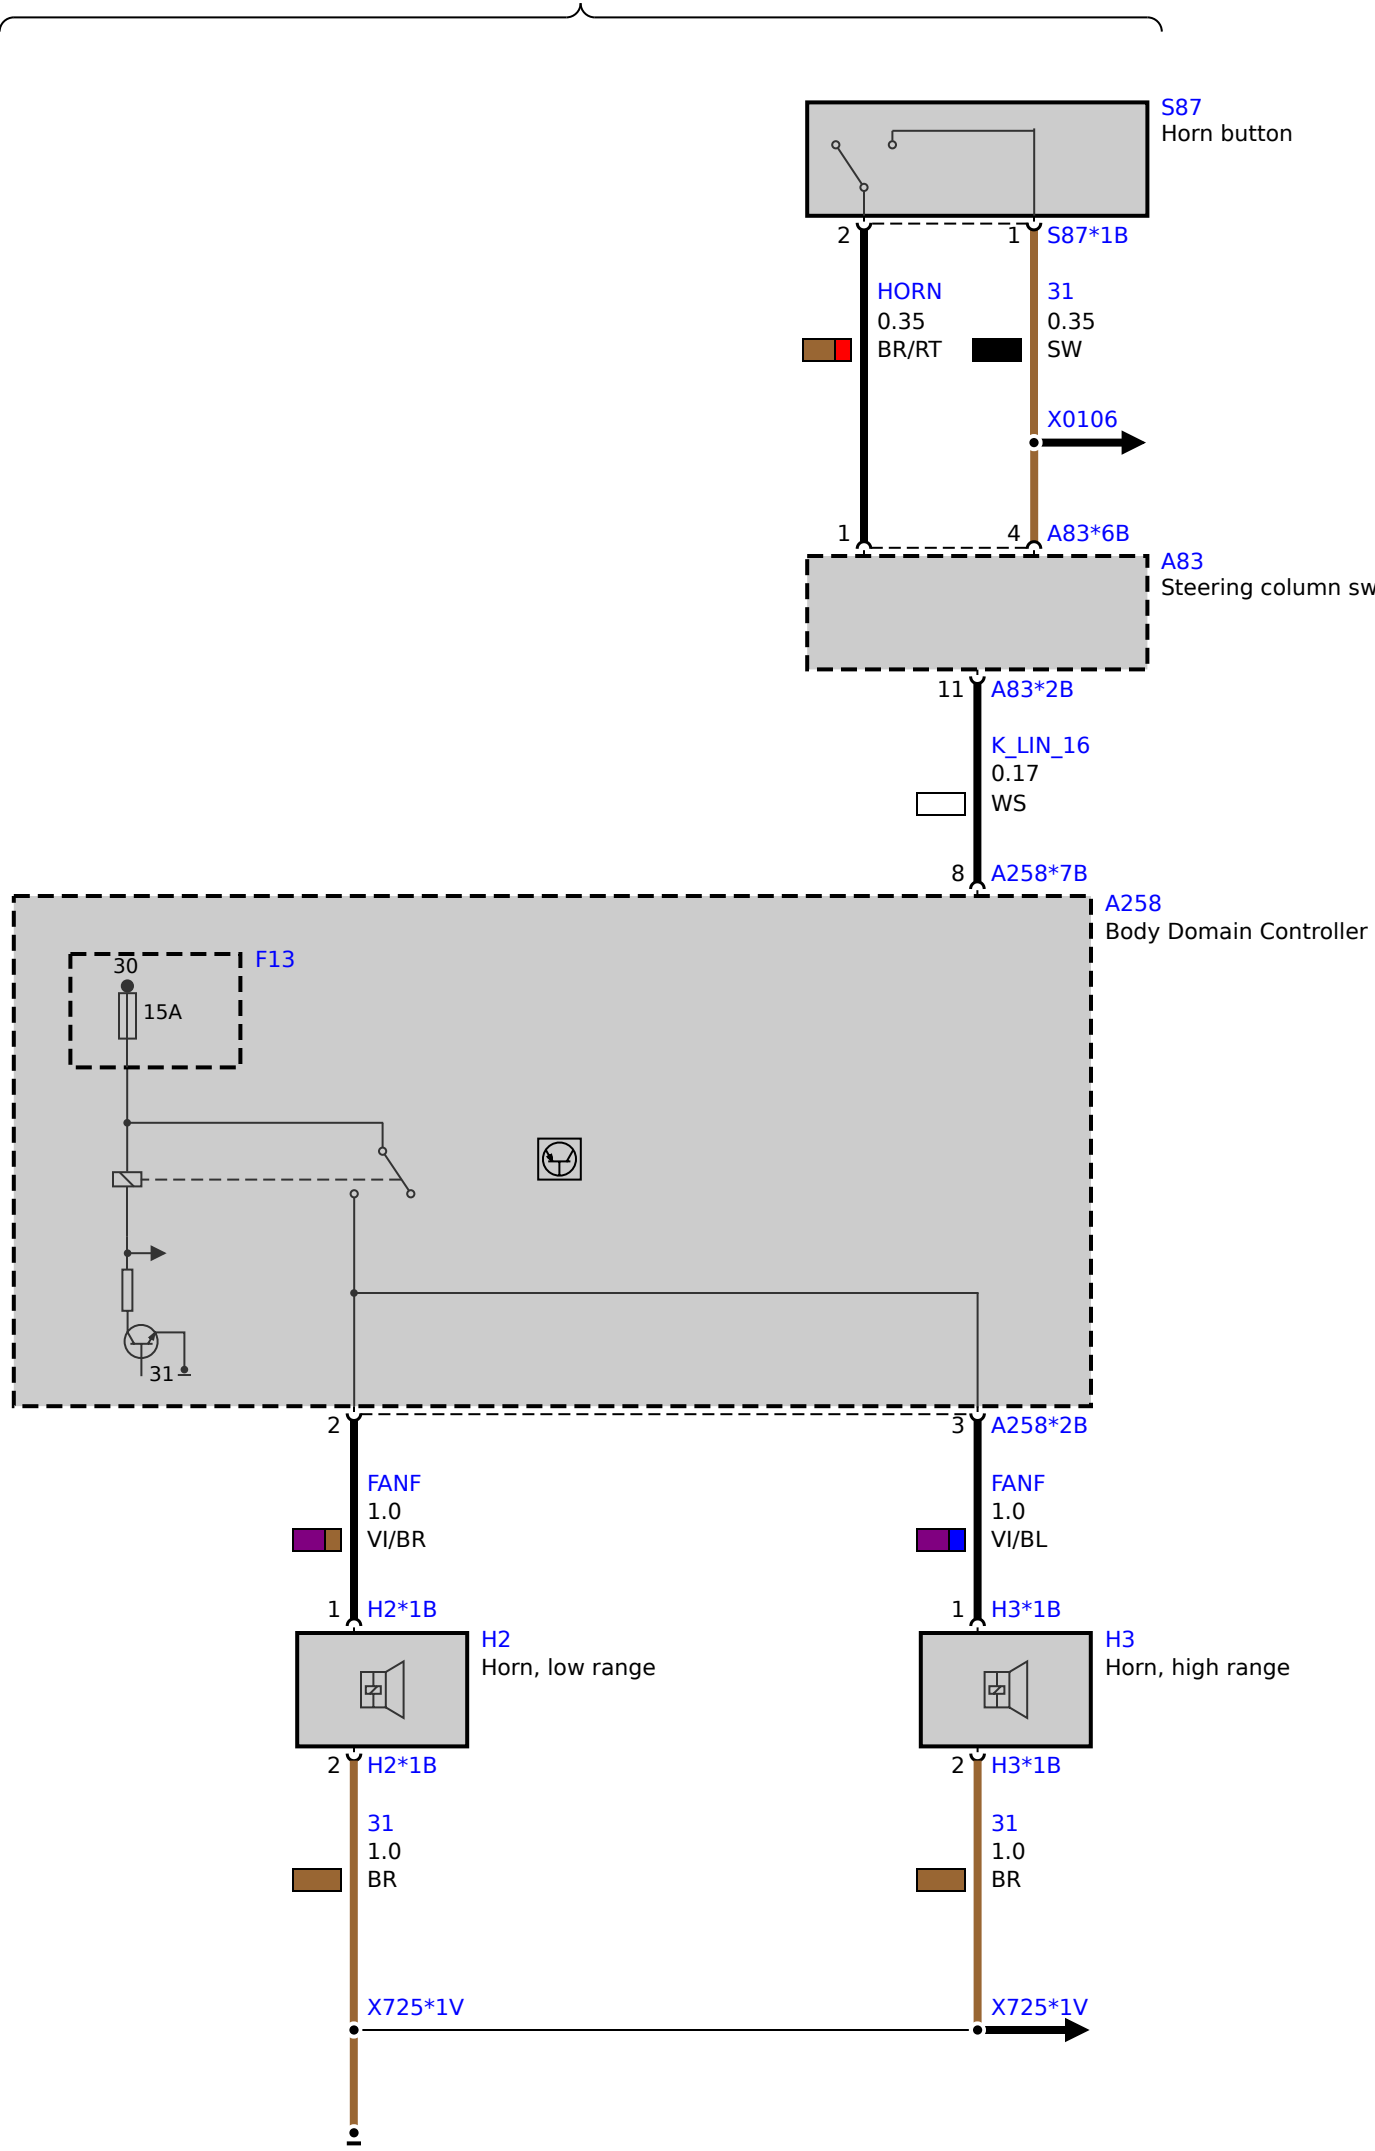 S87
Horn button
2
1
S87*1B
HORN
31
0.35
0.35
BR/RT
SW
X0106
1
4
A83*6B
A83
Steering column sw
11
A83*2B
K_LIN_16
0.17
WS
8
A258*7B
A258
Body Domain Controller
F13
30
15A
31
2
3
A258*2B
FANF
FANF
1.0
1.0
VI/BR
VI/BL
1
H2*1B
1
H3*1B
H2
Horn, low range
H3
Horn, high range
2
H2*1B
2
H3*1B
31
31
1.0
1.0
BR
BR
X725*1V
X725*1V